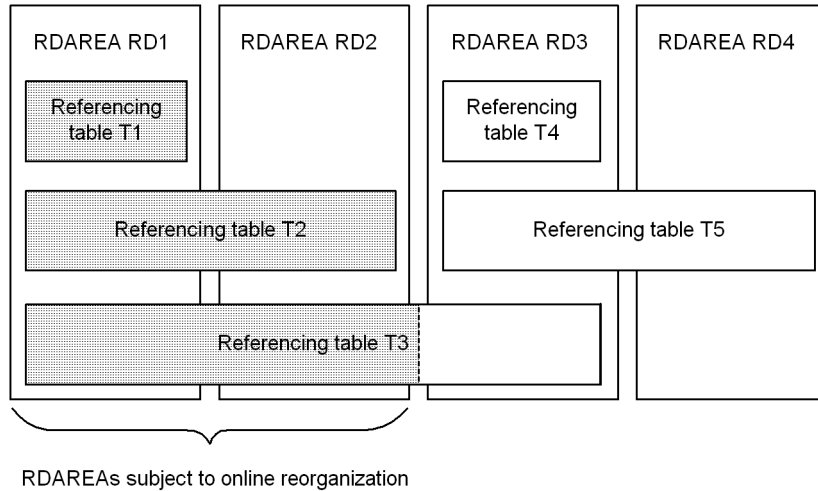 RDAREA RD1
RDAREA RD2
RDAREA RD3
RDAREA RD4
Referencing
table T1
Referencing
table T4
Referencing table T2
Referencing table T5
Referencing table T3
RDAREAs subject to online reorganization